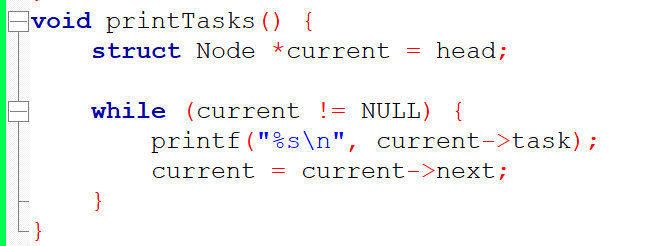 void printTasks() {
    struct Node *current = head;

    while (current != NULL) {
        printf("%s\n", current->task);
        current = current->next;
    }
}